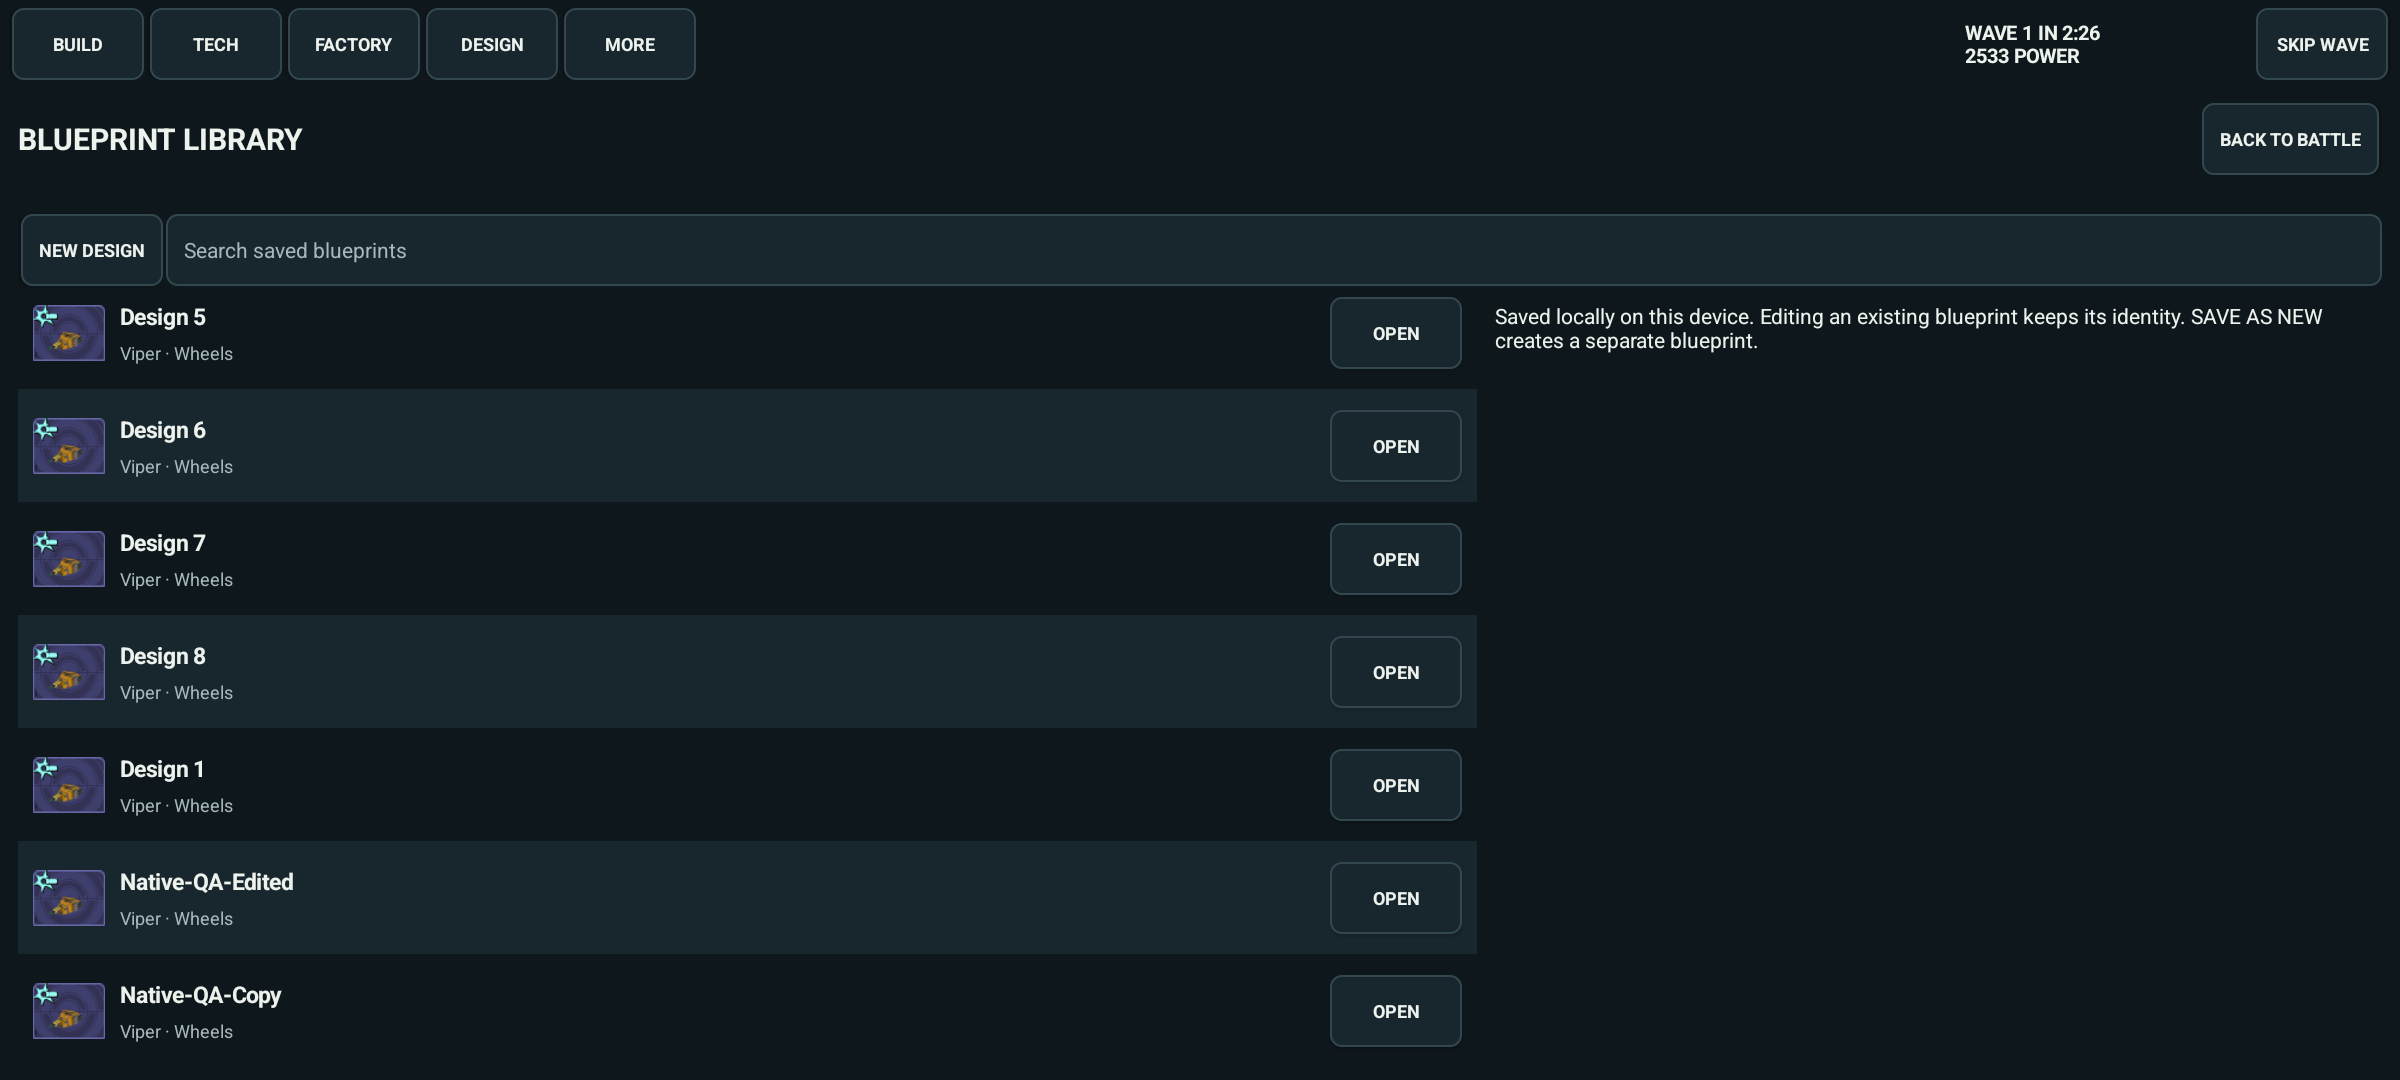 BUILD
TECH
FACTORY
DESIGN
MORE
WAVE 1 IN 2:26
2533 POWER
SKIP WAVE
BLUEPRINT LIBRARY
BACK TO BATTLE
NEW DESIGN
Search saved blueprints
Design 5
Viper · Wheels
OPEN
Saved locally on this device. Editing an existing blueprint keeps its identity. SAVE AS NEW
creates a separate blueprint.
Design 6
Viper · Wheels
OPEN
Design 7
Viper · Wheels
OPEN
Design 8
Viper · Wheels
OPEN
Design 1
Viper · Wheels
OPEN
Native-QA-Edited
Viper · Wheels
OPEN
Native-QA-Copy
Viper · Wheels
OPEN